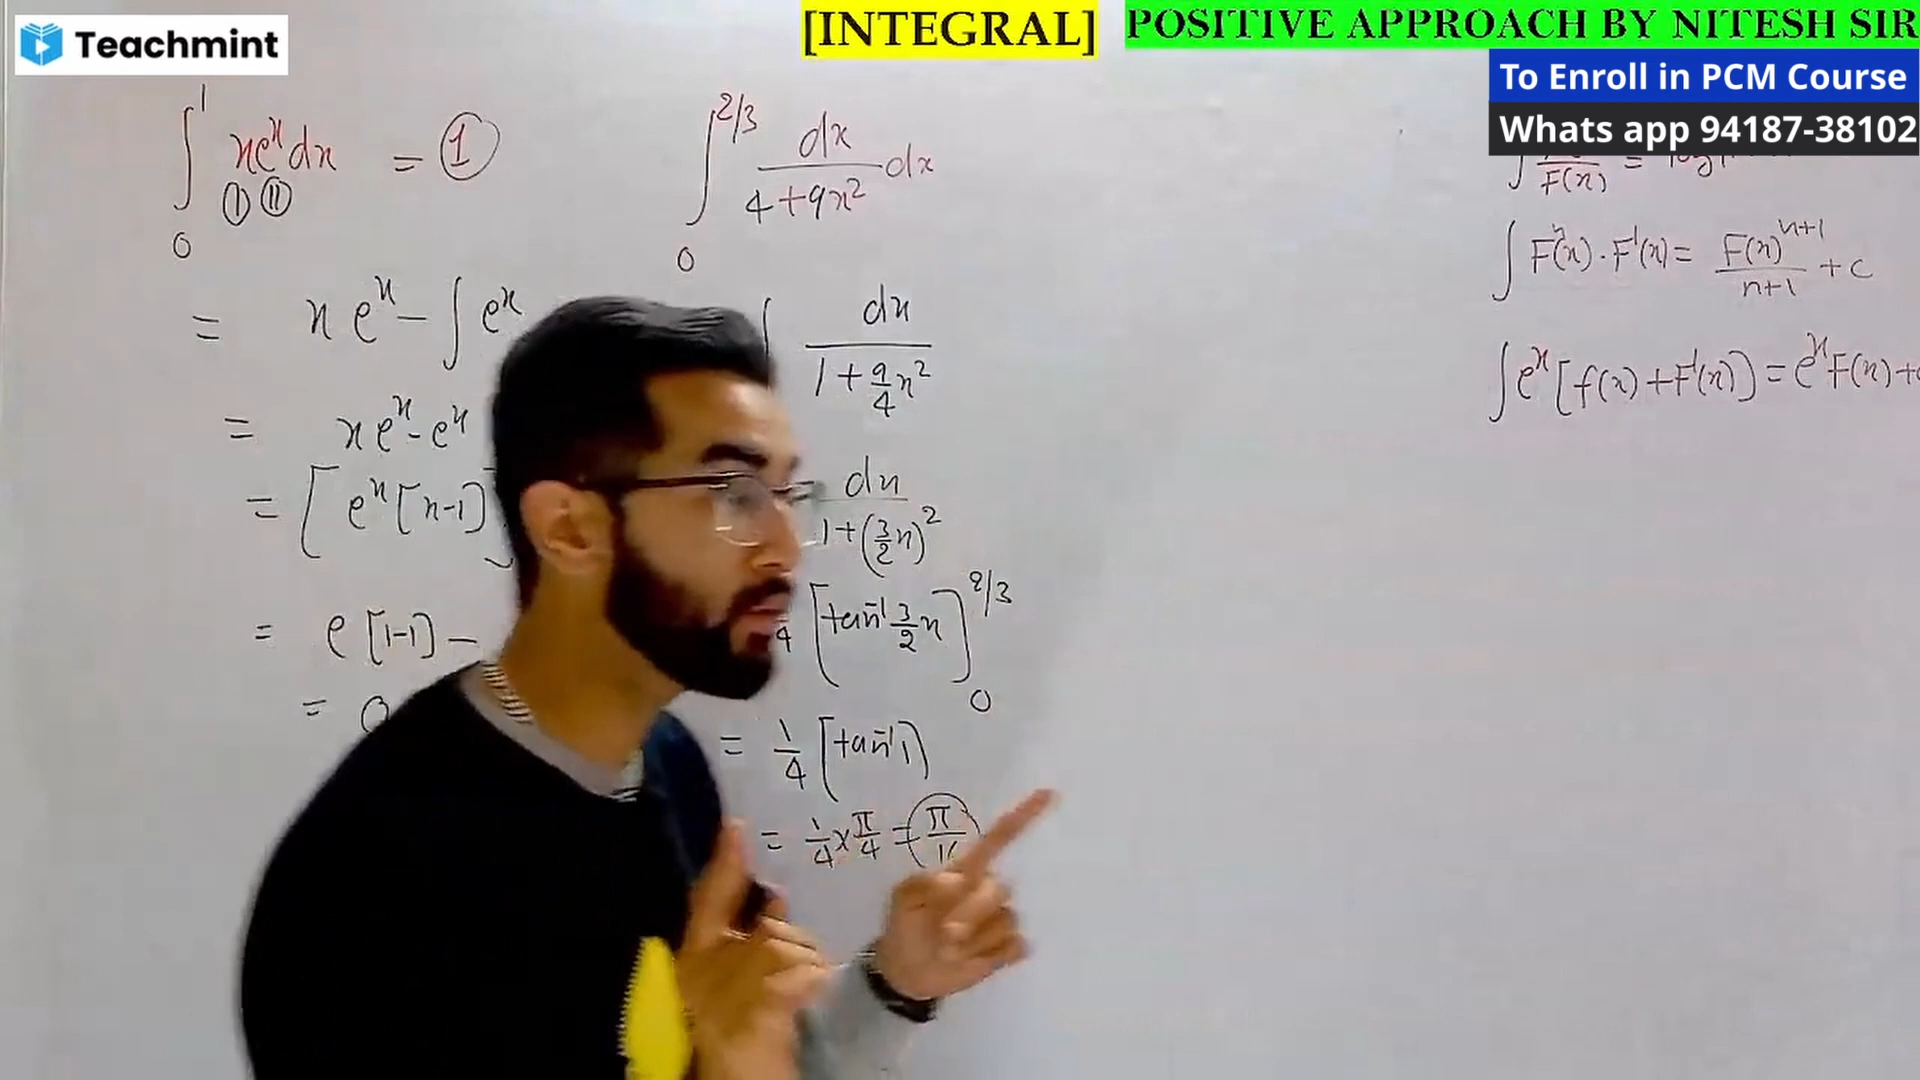 Teachmint
[INTEGRAL]
POSITIVE APPROACH BY NITESH SIR
To Enroll in PCM Course
Whats app 94187-38102
∫₀¹ xeˣ dx = ①
Ⓘ Ⓘ Ⓘ
= x eˣ - ∫ eˣ
= x eˣ - eˣ
= [ eˣ [x-1]
= e [1-1] -
= 0
∫₀^2/3 dx / 4+9x² dx
∫ dx / 1 + 9/4 x²
dx / 1+(3/2 x)²
4 [tan⁻¹ 3/2 x]₀^2/3
= 1/4 [tan⁻¹ 1)
= 1/4 x π/4 = π/16
F(x) =
∫ Fⁿ(x) · F'(x) = F(x)ⁿ⁺¹ / n+1 + c
∫ eˣ [f(x) + F'(x)] = eˣ F(x) +